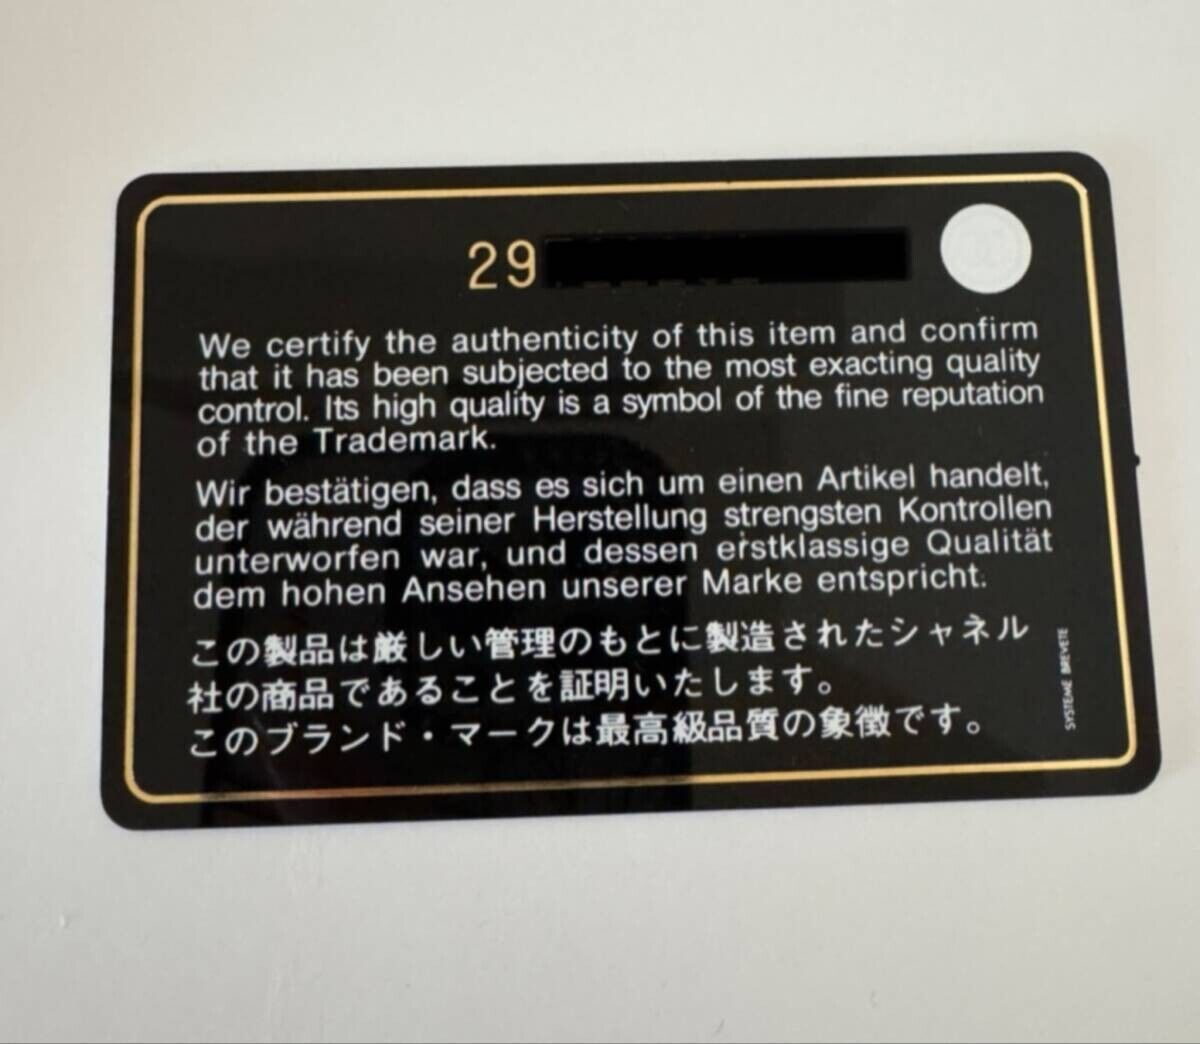 29
We certify the authenticity of this item and confirm
that it has been subjected to the most exacting quality
control. Its high quality is a symbol of the fine reputation
of the Trademark.
Wir bestätigen, dass es sich um einen Artikel handelt,
der während seiner Herstellung strengsten Kontrollen
unterworfen war, und dessen erstklassige Qualität
dem hohen Ansehen unserer Marke entspricht.
この製品は厳しい管理のもとに製造されたシャネル
社の商品であることを証明いたします。
このブランド・マークは最高級品質の象徴です。
SYSTEME BREVETE